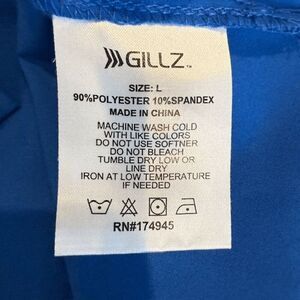 GILLZ™
SIZE: L
90%POLYESTER 10%SPANDEX
MADE IN CHINA
MACHINE WASH COLD
WITH LIKE COLORS
DO NOT USE SOFTNER
DO NOT BLEACH
TUMBLE DRY LOW OR
LINE DRY
IRON AT LOW TEMPERATURE
IF NEEDED
RN#174945